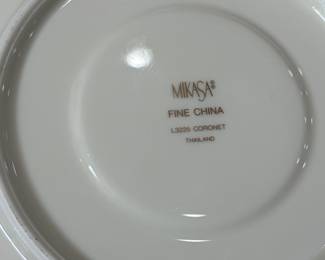 MIKASA®
FINE CHINA
L3225 CORONET
THAILAND